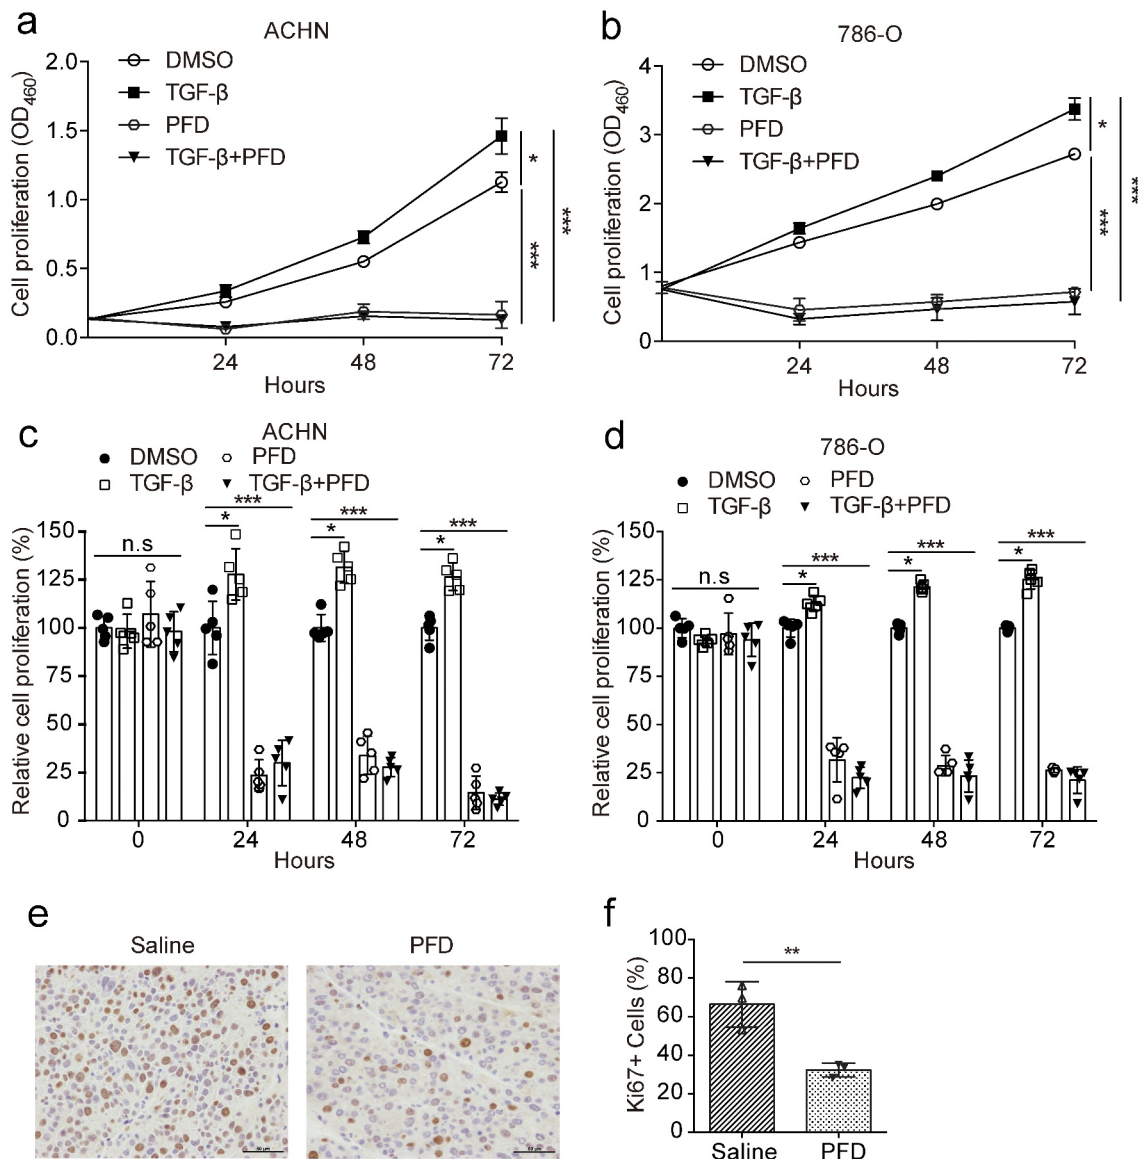 a
ACHN
DMSO
TGF-β
PFD
TGF-β+PFD
Cell proliferation (OD460)
2.0
1.5
1.0
0.5
0.0
24
48
72
Hours
*
***
***
b
786-O
DMSO
TGF-β
PFD
TGF-β+PFD
Cell proliferation (OD460)
4
3
2
1
0
24
48
72
Hours
*
***
***
c
ACHN
DMSO
PFD
TGF-β
TGF-β+PFD
Relative cell proliferation (%)
150
125
100
75
50
25
0
n.s
***
*
***
*
***
*
0
24
48
72
Hours
d
786-O
DMSO
PFD
TGF-β
TGF-β+PFD
Relative cell proliferation (%)
150
125
100
75
50
25
0
n.s
***
*
***
*
***
*
0
24
48
72
Hours
e
Saline
PFD
f
Ki67+ Cells (%)
100
80
60
40
20
0
**
Saline
PFD